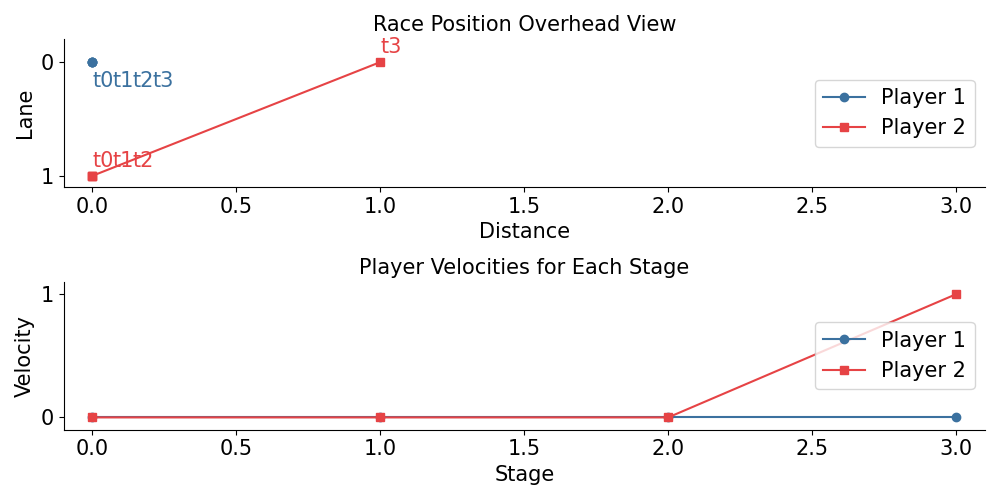 Race Position Overhead View
Lane
0
1
t0t1t2t3
t3
t0t1t2
Player 1
Player 2
0.0 0.5 1.0 1.5 2.0 2.5 3.0
Distance
Player Velocities for Each Stage
Velocity
1
0
Player 1
Player 2
0.0 0.5 1.0 1.5 2.0 2.5 3.0
Stage